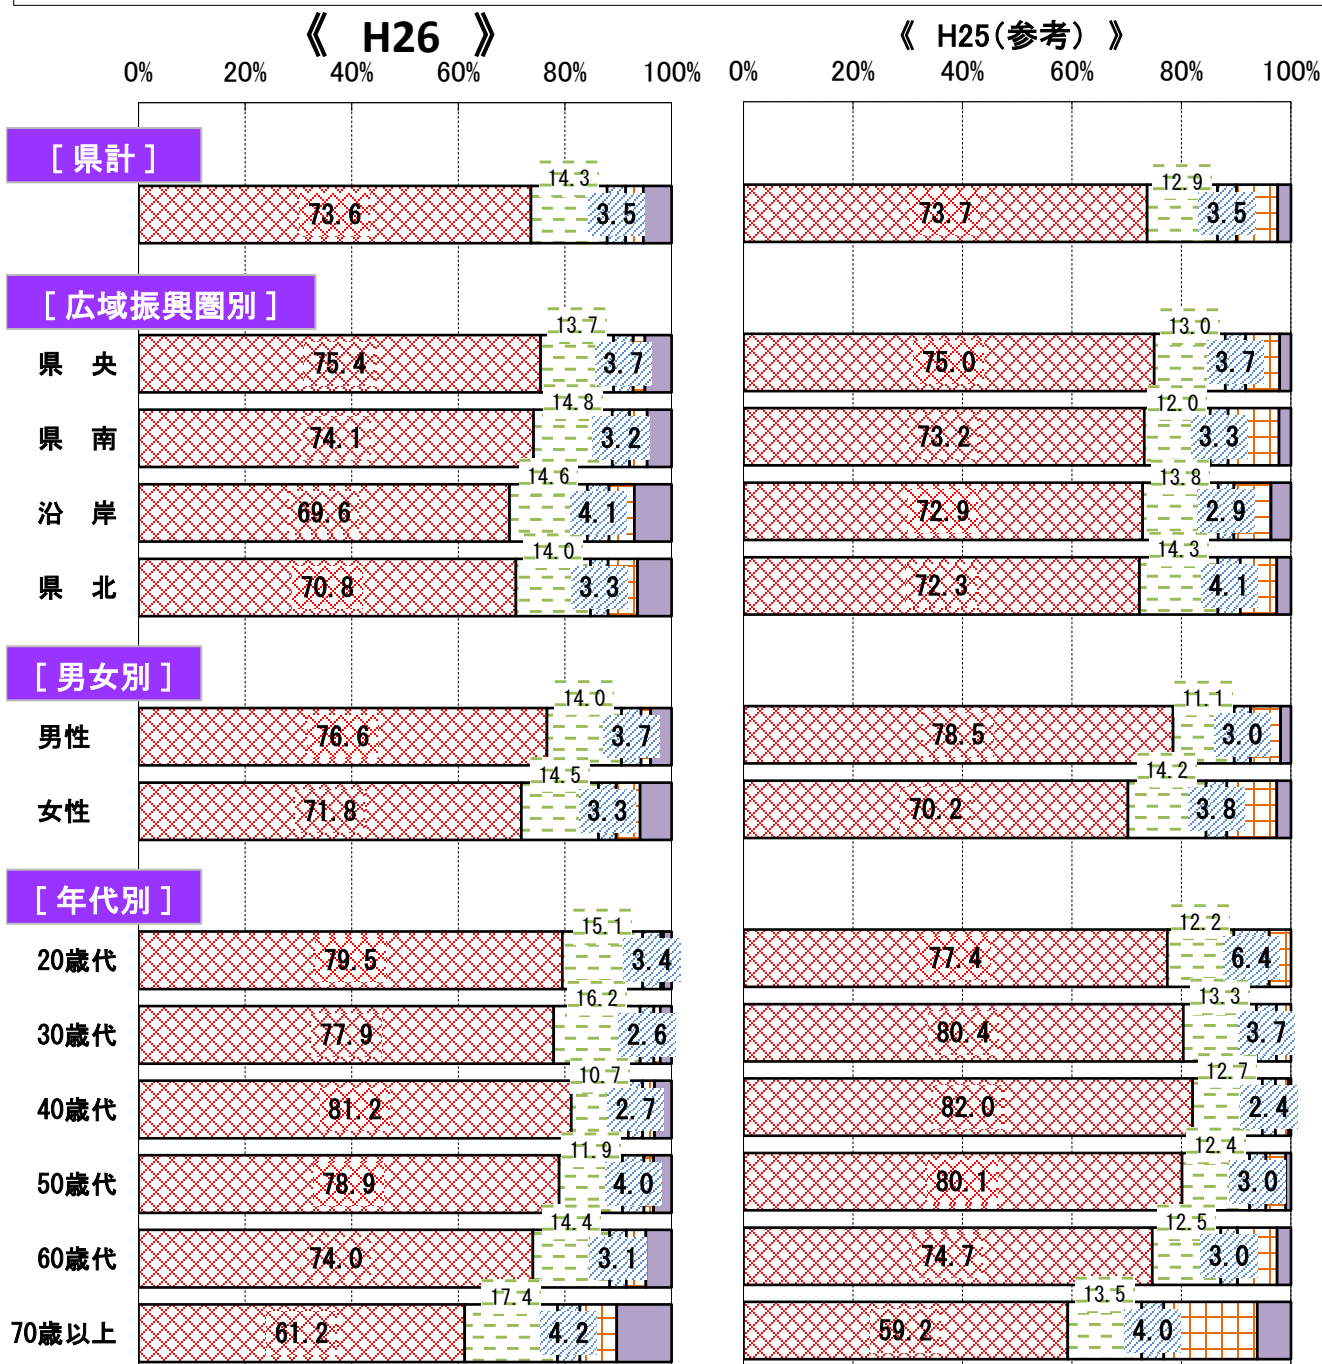 《 H26 》
《 H25(参考) 》
0% 20% 40% 60% 80% 100%
0% 20% 40% 60% 80% 100%
[ 県計 ]
73.6 14.3 3.5
73.7 12.9 3.5
[ 広域振興圏別 ]
県 央 75.4 13.7 3.7
75.0 13.0 3.7
県 南 74.1 14.8 3.2
73.2 12.0 3.3
沿 岸 69.6 14.6 4.1
72.9 13.8 2.9
県 北 70.8 14.0 3.3
72.3 14.3 4.1
[ 男女別 ]
男性 76.6 14.0 3.7
78.5 11.1 3.0
女性 71.8 14.5 3.3
70.2 14.2 3.8
[ 年代別 ]
20歳代 79.5 15.1 3.4
77.4 12.2 6.4
30歳代 77.9 16.2 2.6
80.4 13.3 3.7
40歳代 81.2 10.7 2.7
82.0 12.7 2.4
50歳代 78.9 11.9 4.0
80.1 12.4 3.0
60歳代 74.0 14.4 3.1
74.7 12.5 3.0
70歳以上 61.2 17.4 4.2
59.2 13.5 4.0